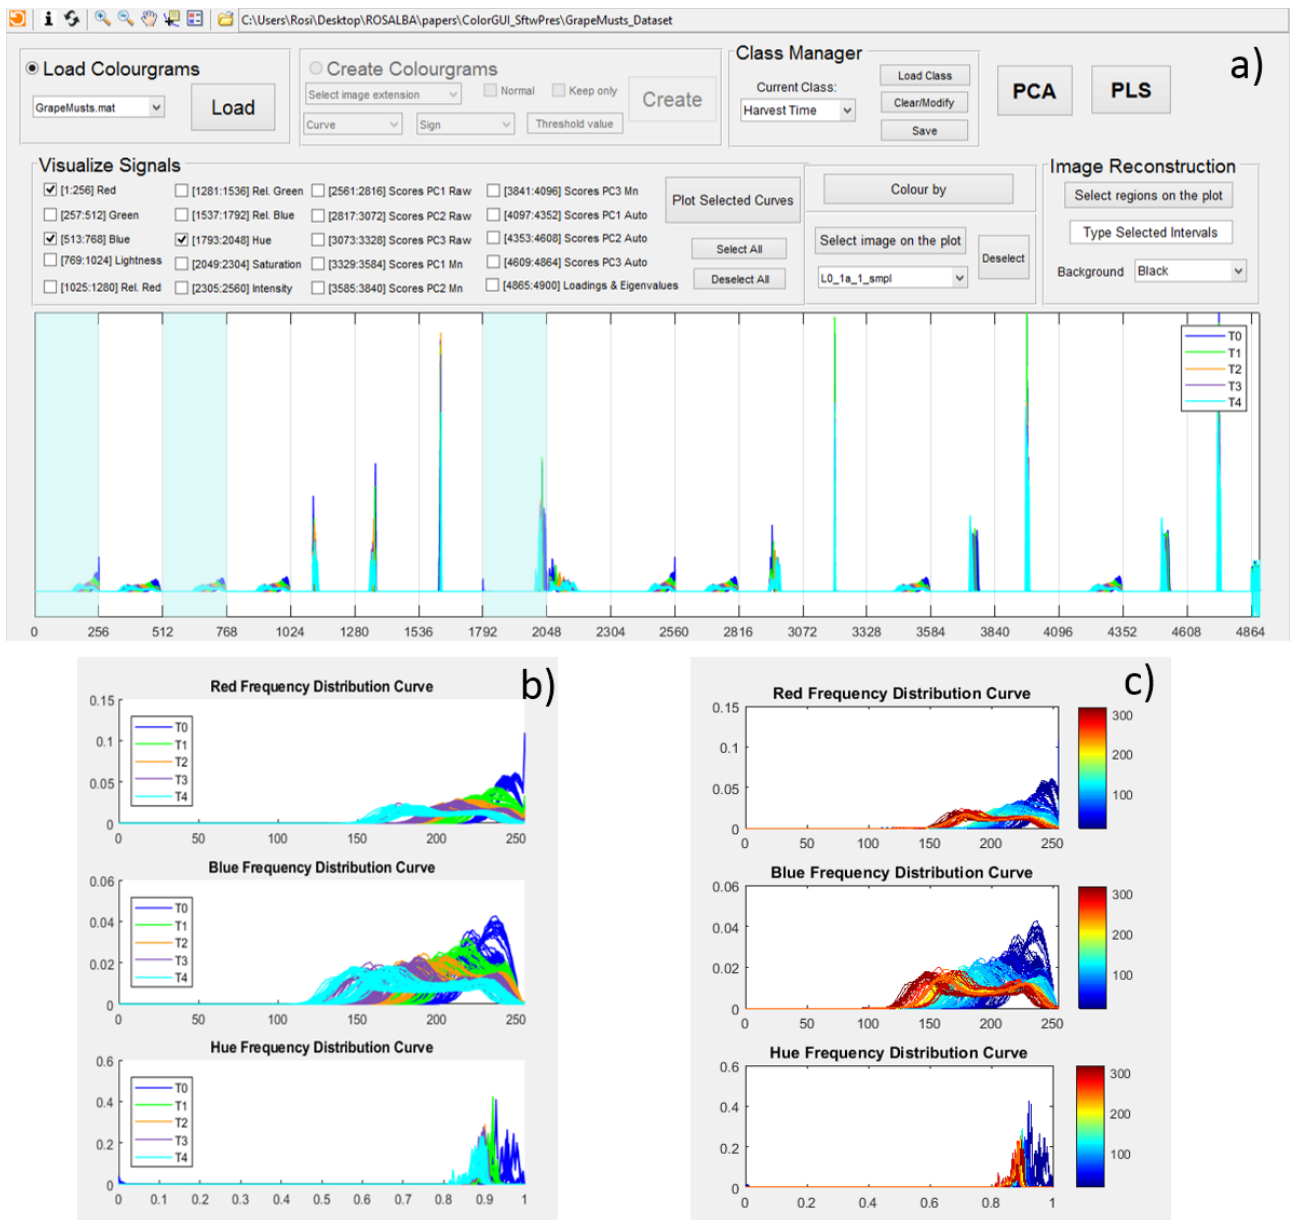 C:\Users\Rosi\Desktop\ROSALBA\papers\ColorGUI_SftwPres\GrapeMusts_Dataset
a)
Load Colourgrams
GrapeMusts.mat
Load
Create Colourgrams
Select image extension
Normal
Keep only
Curve
Sign
Threshold value
Create
Class Manager
Current Class:
Harvest Time
Load Class
Clear/Modify
Save
PCA
PLS
Visualize Signals
[1:256] Red
[257:512] Green
[513:768] Blue
[769:1024] Lightness
[1025:1280] Rel. Red
[1281:1536] Rel. Green
[1537:1792] Rel. Blue
[1793:2048] Hue
[2049:2304] Saturation
[2305:2560] Intensity
[2561:2816] Scores PC1 Raw
[2817:3072] Scores PC2 Raw
[3073:3328] Scores PC3 Raw
[3329:3584] Scores PC1 Mn
[3585:3840] Scores PC2 Mn
[3841:4096] Scores PC3 Mn
[4097:4352] Scores PC1 Auto
[4353:4608] Scores PC2 Auto
[4609:4864] Scores PC3 Auto
[4865:4900] Loadings & Eigenvalues
Plot Selected Curves
Select All
Deselect All
Colour by
Select image on the plot
L0_1a_1_smpl
Deselect
Image Reconstruction
Select regions on the plot
Type Selected Intervals
Background
Black
T0
T1
T2
T3
T4
0 256 512 768 1024 1280 1536 1792 2048 2304 2560 2816 3072 3328 3584 3840 4096 4352 4608 4864
b)
Red Frequency Distribution Curve
0.15
0.1
0.05
0
T0
T1
T2
T3
T4
0 50 100 150 200 250
Blue Frequency Distribution Curve
0.06
0.04
0.02
0
T0
T1
T2
T3
T4
0 50 100 150 200 250
Hue Frequency Distribution Curve
0.6
0.4
0.2
0
T0
T1
T2
T3
T4
0 0.1 0.2 0.3 0.4 0.5 0.6 0.7 0.8 0.9 1
c)
Red Frequency Distribution Curve
0.15
0.1
0.05
0
0 50 100 150 200 250
300
200
100
Blue Frequency Distribution Curve
0.06
0.04
0.02
0
0 50 100 150 200 250
300
200
100
Hue Frequency Distribution Curve
0.6
0.4
0.2
0
0 0.2 0.4 0.6 0.8 1
300
200
100